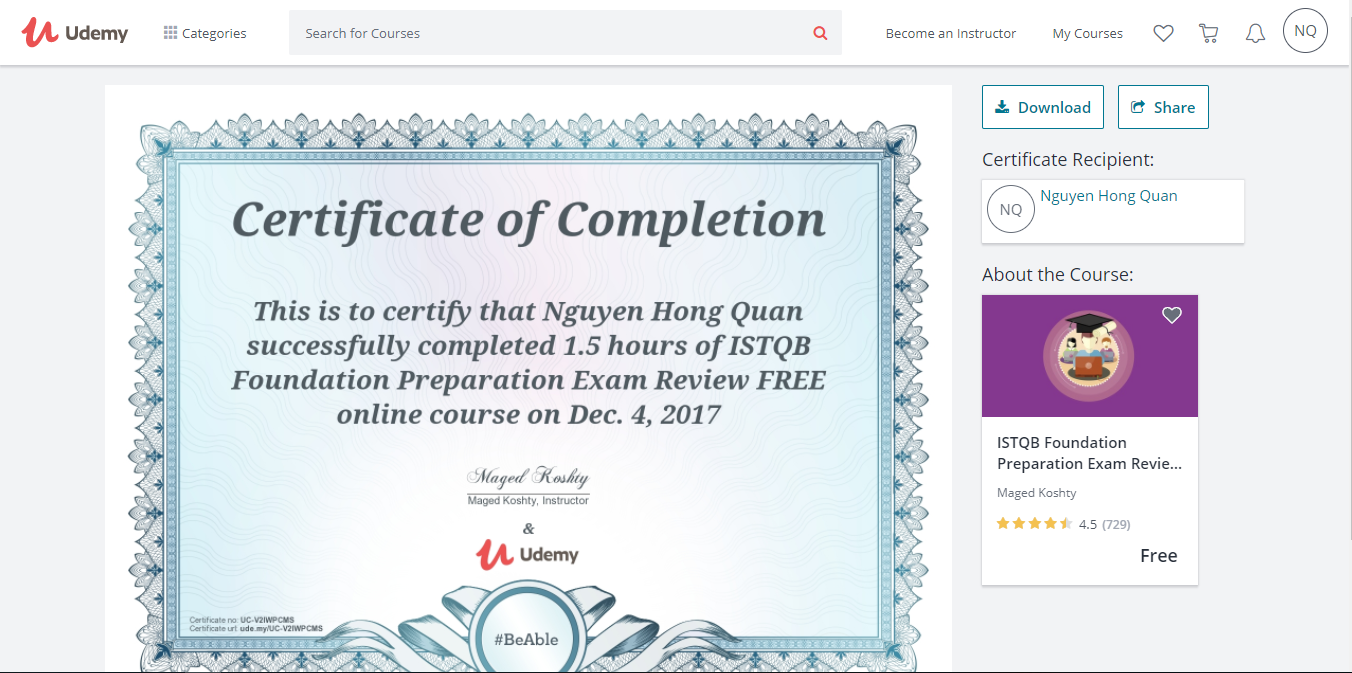 Udemy
Categories
Search for Courses
Become an Instructor
My Courses
NQ
Certificate of Completion
This is to certify that Nguyen Hong Quan
successfully completed 1.5 hours of ISTQB
Foundation Preparation Exam Review FREE
online course on Dec. 4, 2017
Maged Koshty
Maged Koshty, Instructor
&
Udemy
Certificate no: UC-V2IWPCMS
Certificate url: ude.my/UC-V2IWPCMS
#BeAble
Download
Share
Certificate Recipient:
NQ
Nguyen Hong Quan
About the Course:
ISTQB Foundation
Preparation Exam Revie...
Maged Koshty
4.5 (729)
Free